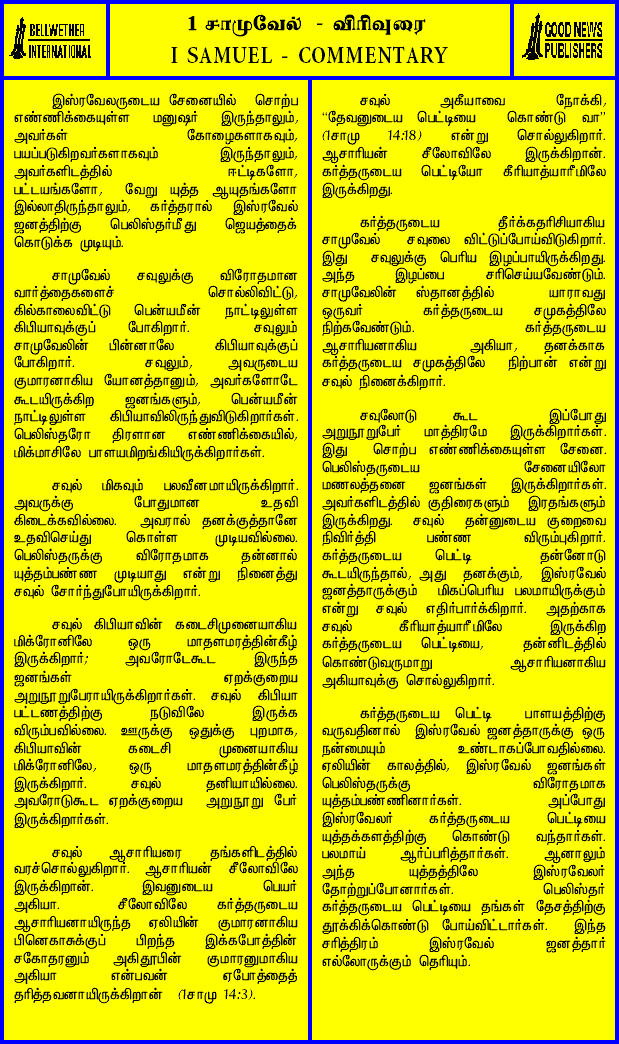 BELLWETHER
INTERNATIONAL
1 சாமுவேல் - விரிவுரை
I SAMUEL - COMMENTARY
GOOD NEWS
PUBLISHERS
இஸ்ரவேலருடைய சேனையில் சொற்ப
எண்ணிக்கையுள்ள மனுஷர் இருந்தாலும்,
அவர்கள் கோழைகளாகவும்,
பயப்படுகிறவர்களாகவும் இருந்தாலும்,
அவர்களிடத்தில் ஈட்டிகளோ,
பட்டயங்களோ, வேறு யுத்த ஆயுதங்களோ
இல்லாதிருந்தாலும், கர்த்தரால் இஸ்ரவேல்
ஜனத்திற்கு பெலிஸ்தர்மீது ஜெயத்தைக்
கொடுக்க முடியும்.
சாமுவேல் சவுலுக்கு விரோதமான
வார்த்தைகளைச் சொல்லிவிட்டு,
கில்காலைவிட்டு பென்யமீன் நாட்டிலுள்ள
கிபியாவுக்குப் போகிறார். சவுலும்
சாமுவேலின் பின்னாலே கிபியாவுக்குப்
போகிறார். சவுலும், அவருடைய
குமாரனாகிய யோனத்தானும், அவர்களோடே
கூடயிருக்கிற ஜனங்களும், பென்யமீன்
நாட்டிலுள்ள கிபியாவிலிருந்துவிடுகிறார்கள்.
பெலிஸ்தரோ திரளான எண்ணிக்கையில்,
மிக்மாசிலே பாளயமிறங்கியிருக்கிறார்கள்.
சவுல் மிகவும் பலவீனமாயிருக்கிறார்.
அவருக்கு போதுமான உதவி
கிடைக்கவில்லை. அவரால் தனக்குத்தானே
உதவிசெய்து கொள்ள முடியவில்லை.
பெலிஸ்தருக்கு விரோதமாக தன்னால்
யுத்தம்பண்ண முடியாது என்று நினைத்து
சவுல் சோர்ந்துபோயிருக்கிறார்.
சவுல் கிபியாவின் கடைசிமுனையாகிய
மிக்ரோனிலே ஒரு மாதளமரத்தின்கீழ்
இருக்கிறார்; அவரோடேகூட இருந்த
ஜனங்கள் ஏறக்குறைய
அறுநூறுபேராயிருக்கிறார்கள். சவுல் கிபியா
பட்டணத்திற்கு நடுவிலே இருக்க
விரும்பவில்லை. ஊருக்கு ஒதுக்கு புறமாக,
கிபியாவின் கடைசி முனையாகிய
மிக்ரோனிலே, ஒரு மாதளமரத்தின்கீழ்
இருக்கிறார். சவுல் தனியாயில்லை.
அவரோடுகூட ஏறக்குறைய அறுநூறு பேர்
இருக்கிறார்கள்.
சவுல் ஆசாரியரை தங்களிடத்தில்
வரச்சொல்லுகிறார். ஆசாரியன் சீலோவிலே
இருக்கிறான். இவனுடைய பெயர்
அகியா. சீலோவிலே கர்த்தருடைய
ஆசாரியனாயிருந்த ஏலியின் குமாரனாகிய
பினெகாசுக்குப் பிறந்த இக்கபோத்தின்
சகோதரனும் அகிதூபின் குமாரனுமாகிய
அகியா என்பவன் ஏபோத்தைத்
தரித்தவனாயிருக்கிறான் (1சாமு 14:3).
சவுல் அகீயாவை நோக்கி,
“தேவனுடைய பெட்டியை கொண்டு வா”
(1சாமு 14:18) என்று சொல்லுகிறார்.
ஆசாரியன் சீலோவிலே இருக்கிறான்.
கர்த்தருடைய பெட்டியோ கீரியாத்யாரீமிலே
இருக்கிறது.
கர்த்தருடைய தீர்க்கதரிசியாகிய
சாமுவேல் சவுலை விட்டுப்போய்விடுகிறார்.
இது சவுலுக்கு பெரிய இழப்பாயிருக்கிறது.
அந்த இழப்பை சரிசெய்யவேண்டும்.
சாமுவேலின் ஸ்தானத்தில் யாராவது
ஒருவர் கர்த்தருடைய சமுகத்திலே
நிற்கவேண்டும். கர்த்தருடைய
ஆசாரியனாகிய அகியா, தனக்காக
கர்த்தருடைய சமுகத்திலே நிற்பான் என்று
சவுல் நினைக்கிறார்.
சவுலோடு கூட இப்போது
அறுநூறுபேர் மாத்திரமே இருக்கிறார்கள்.
இது சொற்ப எண்ணிக்கையுள்ள சேனை.
பெலிஸ்தருடைய சேனையிலோ
மணலத்தனை ஜனங்கள் இருக்கிறார்கள்.
அவர்களிடத்தில் குதிரைகளும் இரதங்களும்
இருக்கிறது. சவுல் தன்னுடைய குறைவை
நிவிர்த்தி பண்ண விரும்புகிறார்.
கர்த்தருடைய பெட்டி தன்னோடு
கூடயிருந்தால், அது தனக்கும், இஸ்ரவேல்
ஜனத்தாருக்கும் மிகப்பெரிய பலமாயிருக்கும்
என்று சவுல் எதிர்பார்க்கிறார். அதற்காக
சவுல் கீரியாத்யாரீமிலே இருக்கிற
கர்த்தருடைய பெட்டியை, தன்னிடத்தில்
கொண்டுவருமாறு ஆசாரியனாகிய
அகியாவுக்கு சொல்லுகிறார்.
கர்த்தருடைய பெட்டி பாளயத்திற்கு
வருவதினால் இஸ்ரவேல் ஜனத்தாருக்கு ஒரு
நன்மையும் உண்டாகப்போவதில்லை.
ஏலியின் காலத்தில், இஸ்ரவேல் ஜனங்கள்
பெலிஸ்தருக்கு விரோதமாக
யுத்தம்பண்ணினார்கள். அப்போது
இஸ்ரவேலர் கர்த்தருடைய பெட்டியை
யுத்தக்களத்திற்கு கொண்டு வந்தார்கள்.
பலமாய் ஆர்ப்பரித்தார்கள். ஆனாலும்
அந்த யுத்தத்திலே இஸ்ரவேலர்
தோற்றுப்போனார்கள். பெலிஸ்தர்
கர்த்தருடைய பெட்டியை தங்கள் தேசத்திற்கு
தூக்கிக்கொண்டு போய்விட்டார்கள். இந்த
சரித்திரம் இஸ்ரவேல் ஜனத்தார்
எல்லோருக்கும் தெரியும்.